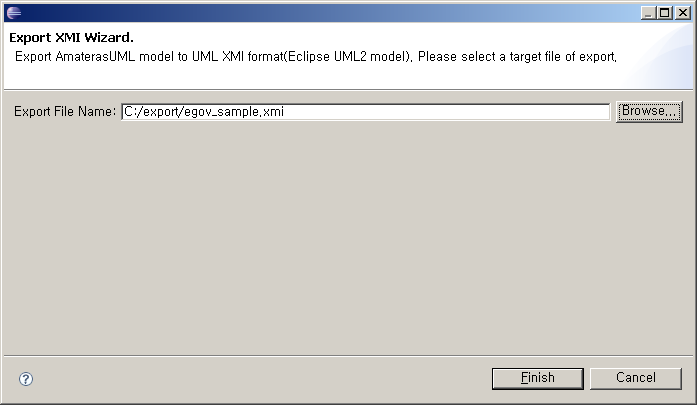 Export XMI Wizard.
Export AmaterasUML model to UML XMI format(Eclipse UML2 model). Please select a target file of export.
Export File Name: C:/export/egov_sample.xmi Browse...
Finish Cancel